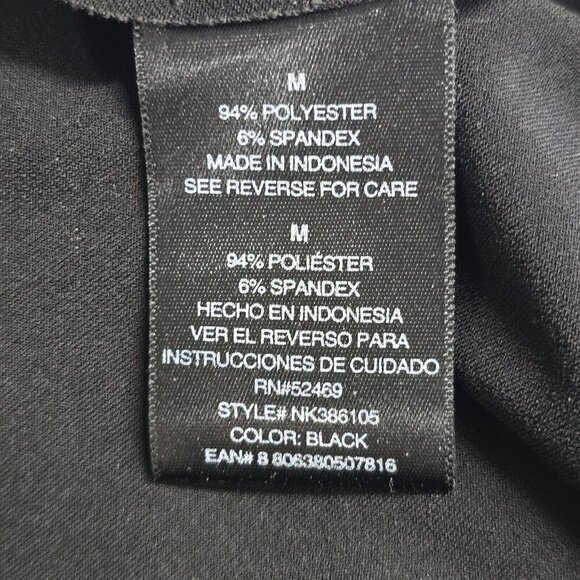 M
94% POLYESTER
6% SPANDEX
MADE IN INDONESIA
SEE REVERSE FOR CARE
M
94% POLIÉSTER
6% SPANDEX
HECHO EN INDONESIA
VER EL REVERSO PARA
INSTRUCCIONES DE CUIDADO
RN#52469
STYLE# NK386105
COLOR: BLACK
EAN# 8 806380507816